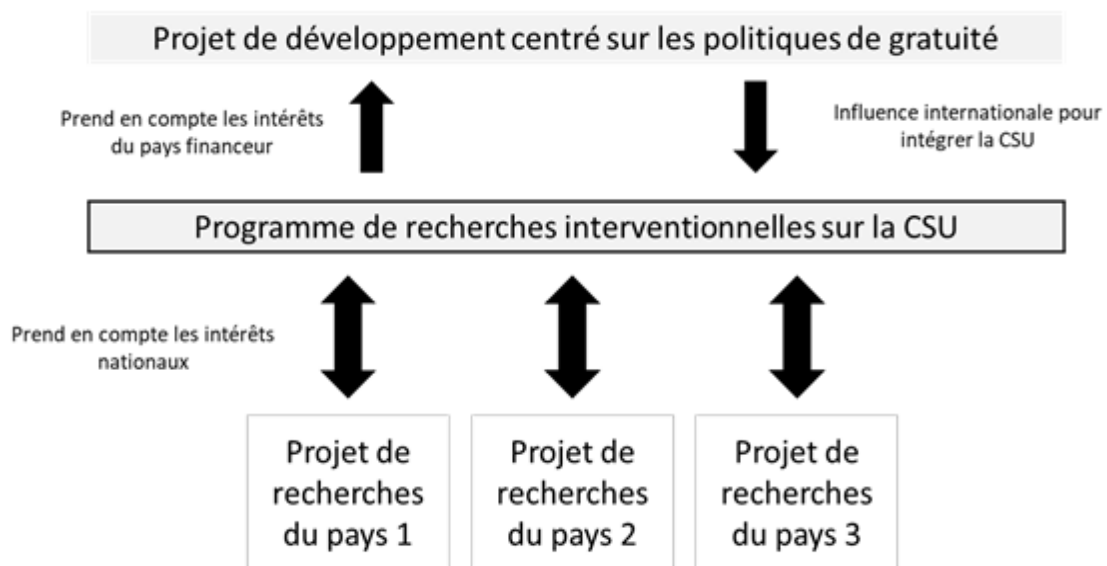 Projet de développement centré sur les politiques de gratuité
Prend en compte les intérêts
du pays financeur
Influence internationale pour
intégrer la CSU
Programme de recherches interventionnelles sur la CSU
Prend en compte les intérêts
nationaux
Projet de
recherches
du pays 1
Projet de
recherches
du pays 2
Projet de
recherches
du pays 3